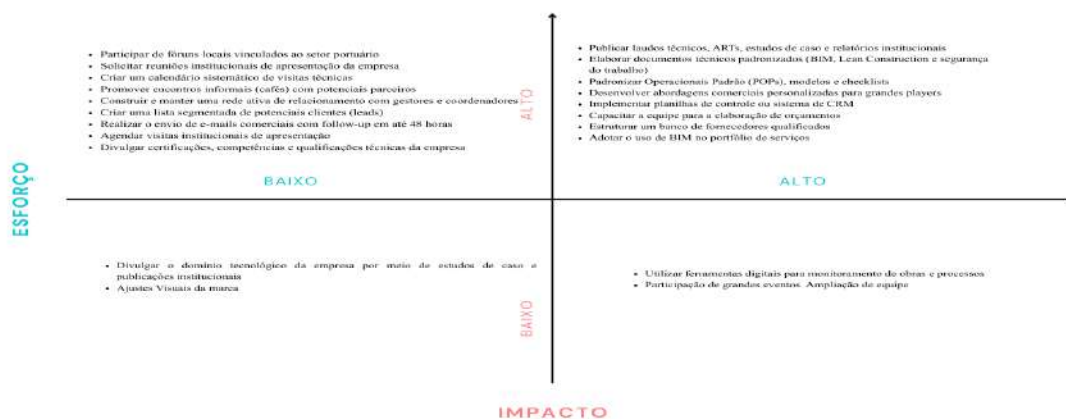 • Participar de fóruns locais vinculados ao setor portuário
• Solicitar reuniões institucionais de apresentação da empresa
• Criar um calendário sistemático de visitas técnicas
• Promover encontros informais (cafés) com potenciais parceiros
• Construir e manter uma rede ativa de relacionamento com gestores e coordenadores
• Criar uma lista segmentada de potenciais clientes (leads)
• Realizar o envio de e-mails comerciais com follow-up em até 48 horas
• Agendar visitas institucionais de apresentação
• Divulgar certificações, competências e qualificações técnicas da empresa
ALTO
• Publicar laudos técnicos, ARTs, estudos de caso e relatórios institucionais
• Elaborar documentos técnicos padronizados (BIM, Lean Construction e segurança
do trabalho)
• Padronizar Operacionais Padrão (POPs), modelos e checklists
• Desenvolver abordagens comerciais personalizadas para grandes players
• Implementar planilhas de controle ou sistema de CRM
• Capacitar a equipe para a elaboração de orçamentos
• Estruturar um banco de fornecedores qualificados
• Adotar o uso de BIM no portfólio de serviços
BAIXO
ALTO
ESFORÇO
• Divulgar o domínio tecnológico da empresa por meio de estudos de caso e
publicações institucionais
• Ajustes Visuais da marca
BAIXO
• Utilizar ferramentas digitais para monitoramento de obras e processos
• Participação de grandes eventos. Ampliação de equipe
IMPACTO